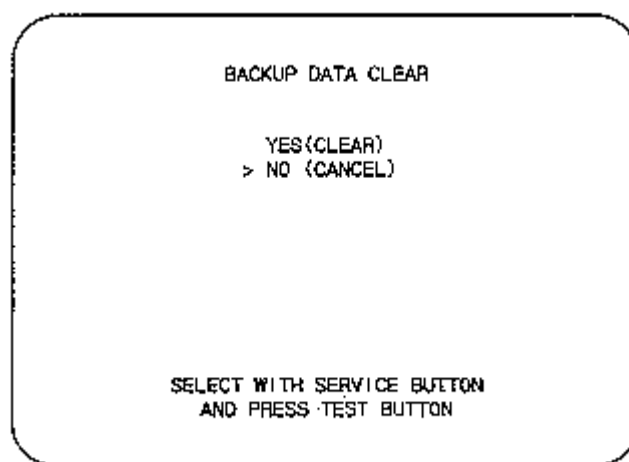 BACKUP DATA CLEAR
YES(CLEAR)
> NO (CANCEL)
SELECT WITH SERVICE BUTTON
AND PRESS TEST BUTTON